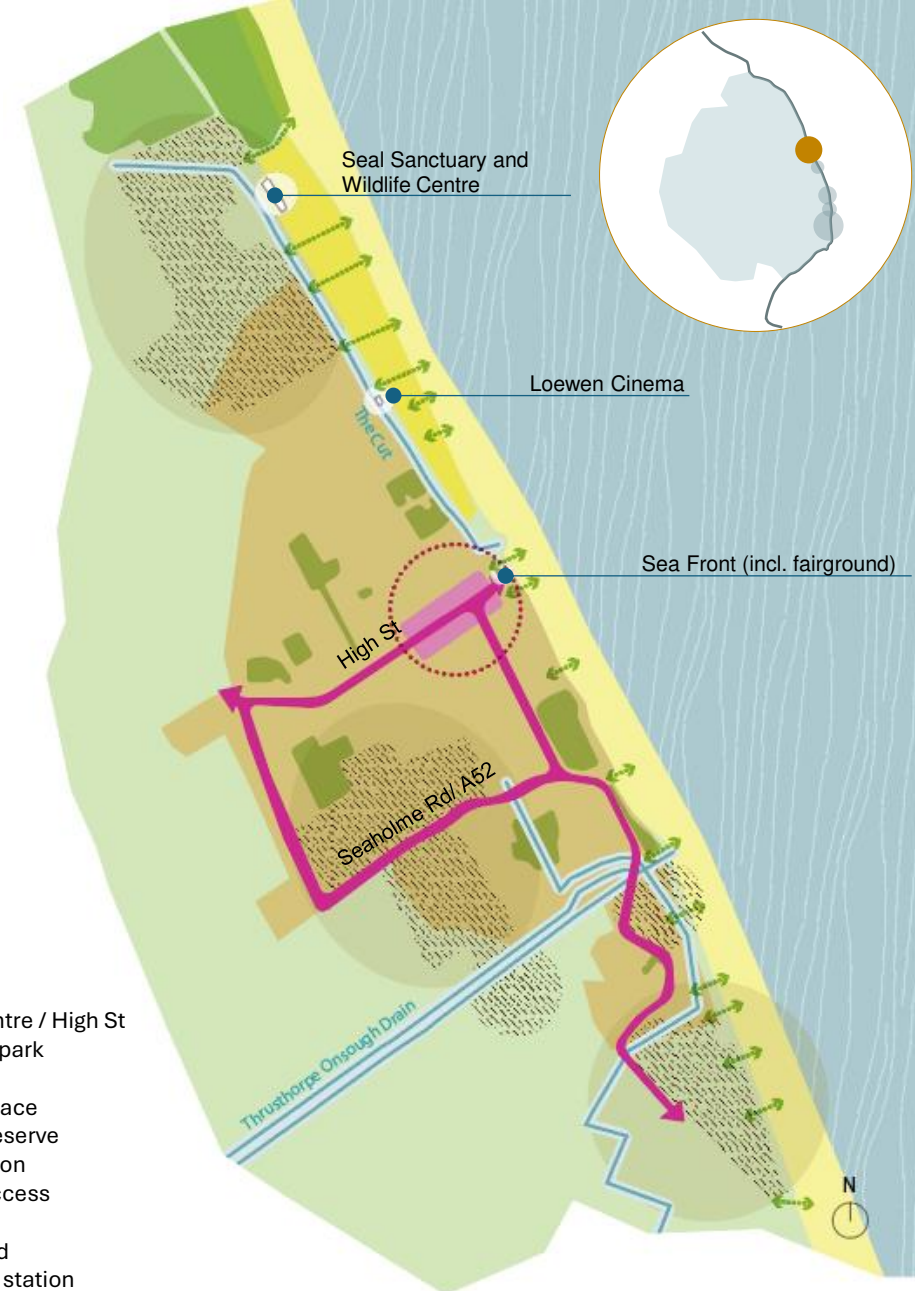 Seal Sanctuary and
Wildlife Centre
Loewen Cinema
The Cut
Sea Front (incl. fairground)
High St
Seaholme Rd/ A52
Thrusthorpe Onsough Drain
ntre / High St
park
ace
eserve
on
ccess
d
station
N